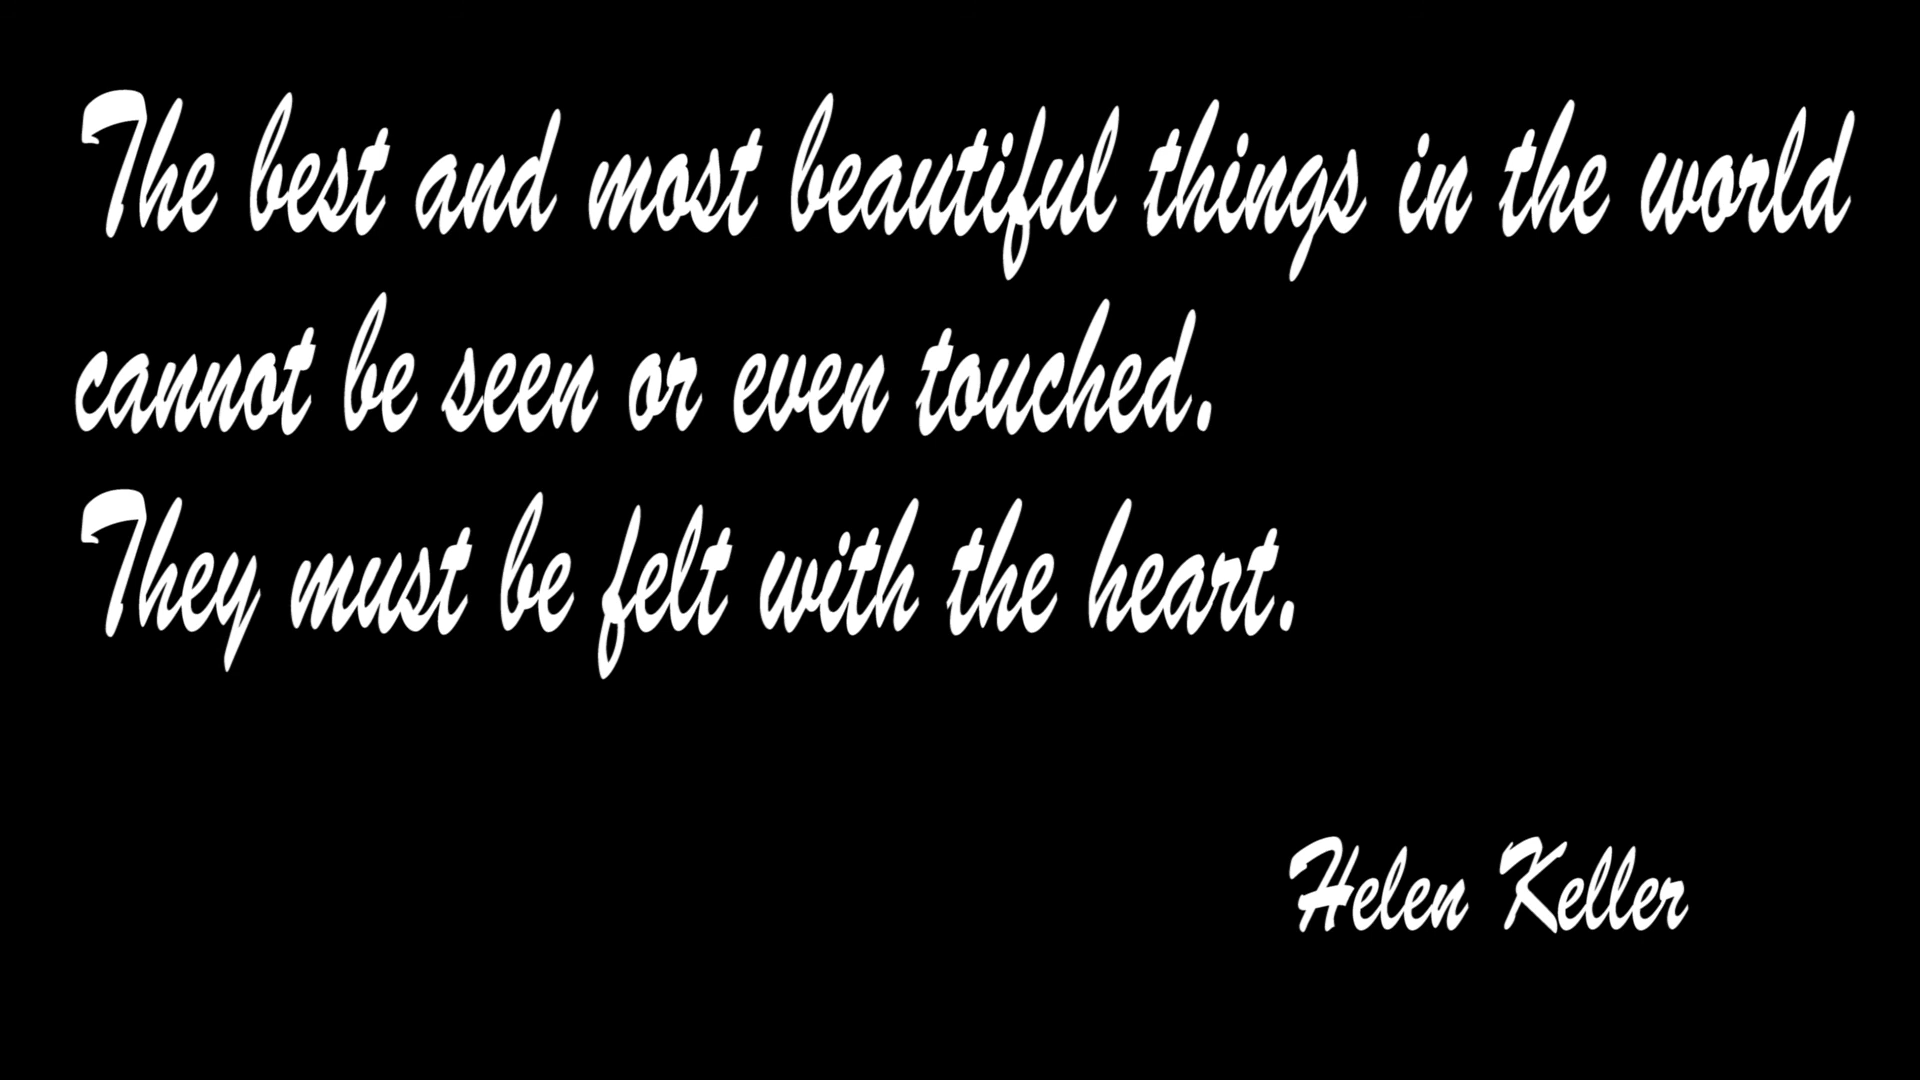 The best and most beautiful things in the world
cannot be seen or even touched.
They must be felt with the heart.
Helen Keller